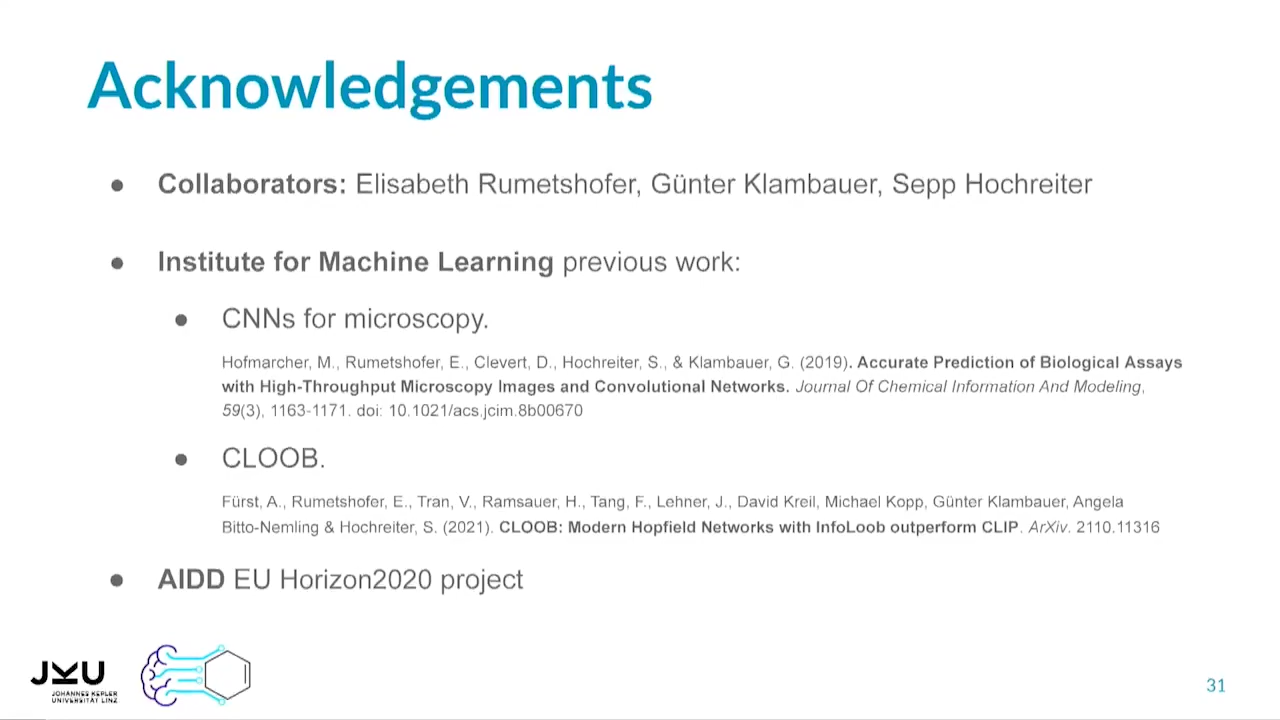 Acknowledgements
● Collaborators: Elisabeth Rumetshofer, Günter Klambauer, Sepp Hochreiter
● Institute for Machine Learning previous work:
● CNNs for microscopy.
Hofmarcher, M., Rumetshofer, E., Clevert, D., Hochreiter, S., & Klambauer, G. (2019). Accurate Prediction of Biological Assays
with High-Throughput Microscopy Images and Convolutional Networks. Journal Of Chemical Information And Modeling,
59(3), 1163-1171. doi: 10.1021/acs.jcim.8b00670
● CLOOB.
Fürst, A., Rumetshofer, E., Tran, V., Ramsauer, H., Tang, F., Lehner, J., David Kreil, Michael Kopp, Günter Klambauer, Angela
Bitto-Nemling & Hochreiter, S. (2021). CLOOB: Modern Hopfield Networks with InfoLoob outperform CLIP. ArXiv. 2110.11316
● AIDD EU Horizon2020 project
JKU
JOHANNES KEPLER
UNIVERSITÄT LINZ
31